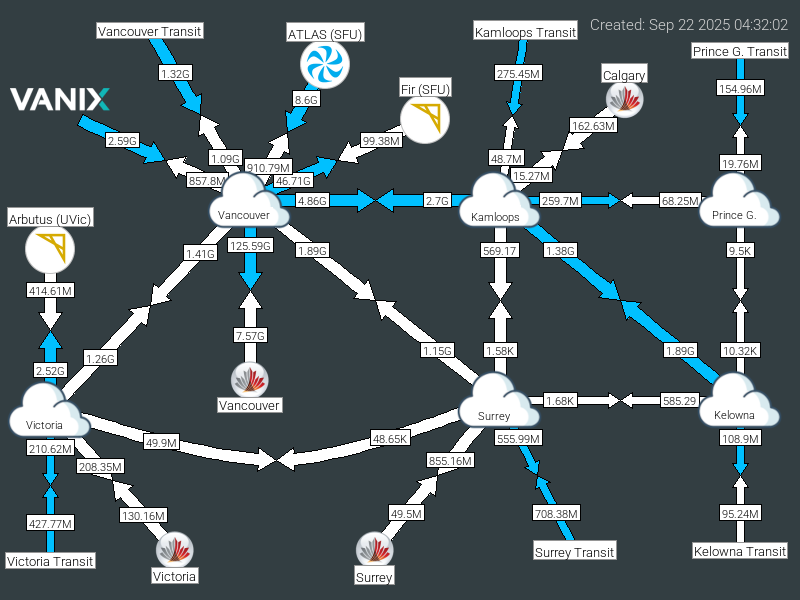 Created: Sep 22 2025 04:32:02
Vancouver Transit
ATLAS (SFU)
Kamloops Transit
Prince G. Transit
1.32G
275.45M
Calgary
154.96M
VANIX
8.6G
Fir (SFU)
162.63M
2.59G
99.38M
1.09G
48.7M
19.76M
857.8M
910.79M
46.71G
15.27M
4.86G
2.7G
259.7M
68.25M
Arbutus (UVic)
Vancouver
Kamloops
Prince G.
1.41G
125.59G
1.89G
569.17
1.38G
9.5K
414.61M
7.57G
1.26G
1.15G
1.58K
1.89G
10.32K
2.52G
Vancouver
1.68K
585.29
Victoria
Surrey
Kelowna
49.9M
48.65K
555.99M
108.9M
210.62M
208.35M
855.16M
427.77M
130.16M
49.5M
708.38M
95.24M
Victoria Transit
Victoria
Surrey
Surrey Transit
Kelowna Transit